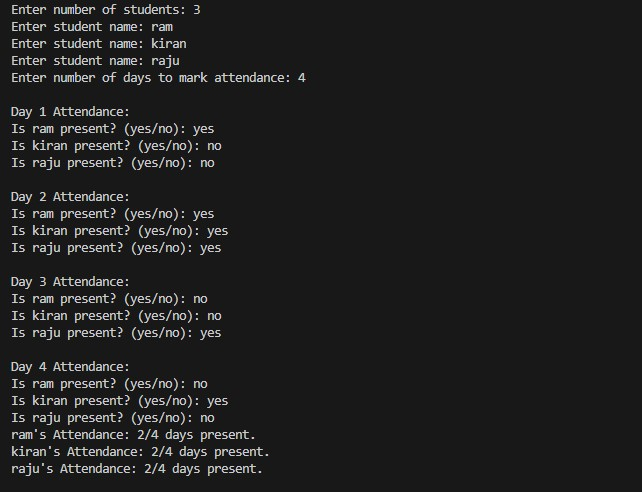 Enter number of students: 3
Enter student name: ram
Enter student name: kiran
Enter student name: raju
Enter number of days to mark attendance: 4
Day 1 Attendance:
Is ram present? (yes/no): yes
Is kiran present? (yes/no): no
Is raju present? (yes/no): no
Day 2 Attendance:
Is ram present? (yes/no): yes
Is kiran present? (yes/no): yes
Is raju present? (yes/no): yes
Day 3 Attendance:
Is ram present? (yes/no): no
Is kiran present? (yes/no): no
Is raju present? (yes/no): yes
Day 4 Attendance:
Is ram present? (yes/no): no
Is kiran present? (yes/no): yes
Is raju present? (yes/no): no
ram's Attendance: 2/4 days present.
kiran's Attendance: 2/4 days present.
raju's Attendance: 2/4 days present.